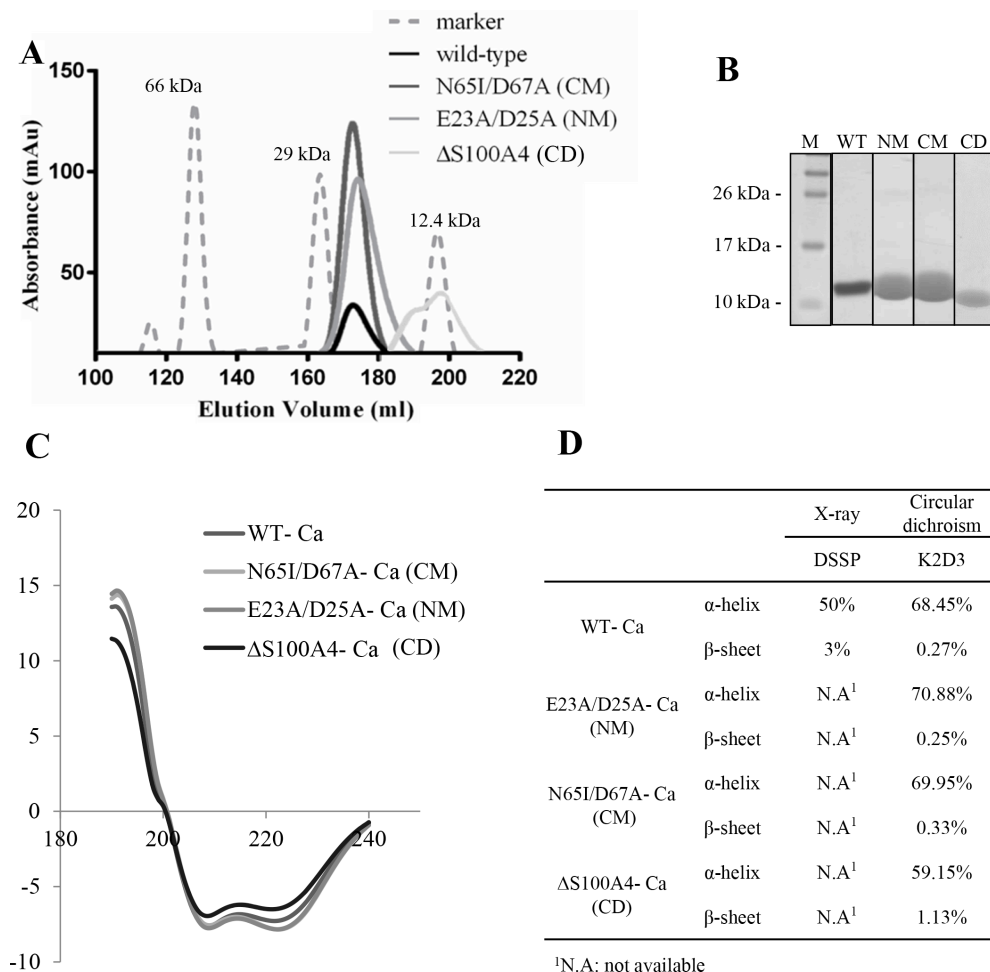 A
marker
wild-type
N65I/D67A (CM)
E23A/D25A (NM)
ΔS100A4 (CD)
150
100
50
Absorbance (mAu)
66 kDa
29 kDa
12.4 kDa
100 120 140 160 180 200 220
Elution Volume (ml)
B
M WT NM CM CD
26 kDa -
17 kDa -
10 kDa -
C
20
15
10
5
0
-5
-10
180 200 220 240
WT- Ca
N65I/D67A- Ca (CM)
E23A/D25A- Ca (NM)
ΔS100A4- Ca (CD)
D
X-ray Circular
dichroism
DSSP K2D3
WT- Ca
α-helix 50% 68.45%
β-sheet 3% 0.27%
E23A/D25A- Ca
(NM)
α-helix N.A¹ 70.88%
β-sheet N.A¹ 0.25%
N65I/D67A- Ca
(CM)
α-helix N.A¹ 69.95%
β-sheet N.A¹ 0.33%
ΔS100A4- Ca
(CD)
α-helix N.A¹ 59.15%
β-sheet N.A¹ 1.13%
¹N.A: not available